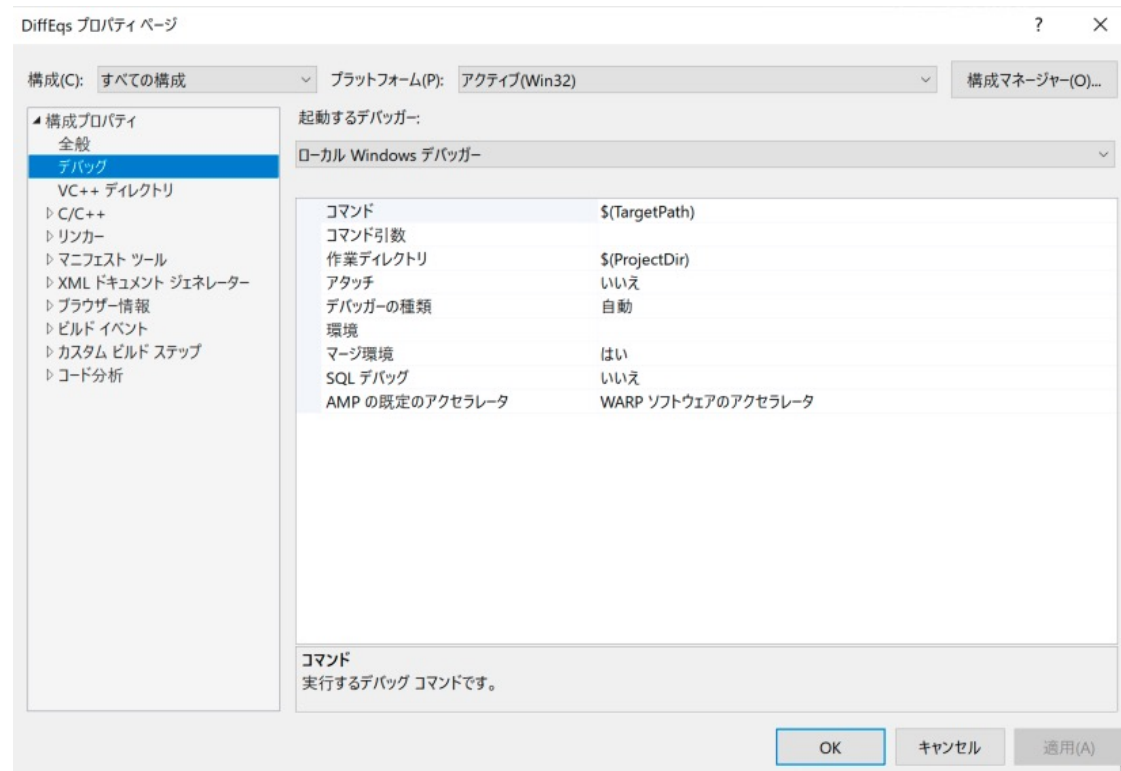 DiffEqs プロパティ ページ
? ×
構成(C): すべての構成 プラットフォーム(P): アクティブ(Win32) 構成マネージャー(O)...
構成プロパティ
全般
デバッグ
VC++ ディレクトリ
C/C++
リンカー
マニフェスト ツール
XML ドキュメント ジェネレーター
ブラウザー情報
ビルド イベント
カスタム ビルド ステップ
コード分析
起動するデバッガー:
ローカル Windows デバッガー
コマンド $(TargetPath)
コマンド引数
作業ディレクトリ $(ProjectDir)
アタッチ いいえ
デバッガーの種類 自動
環境
マージ環境 はい
SQL デバッグ いいえ
AMP の既定のアクセラレータ WARP ソフトウェアのアクセラレータ
コマンド
実行するデバッグ コマンドです。
OK キャンセル 適用(A)